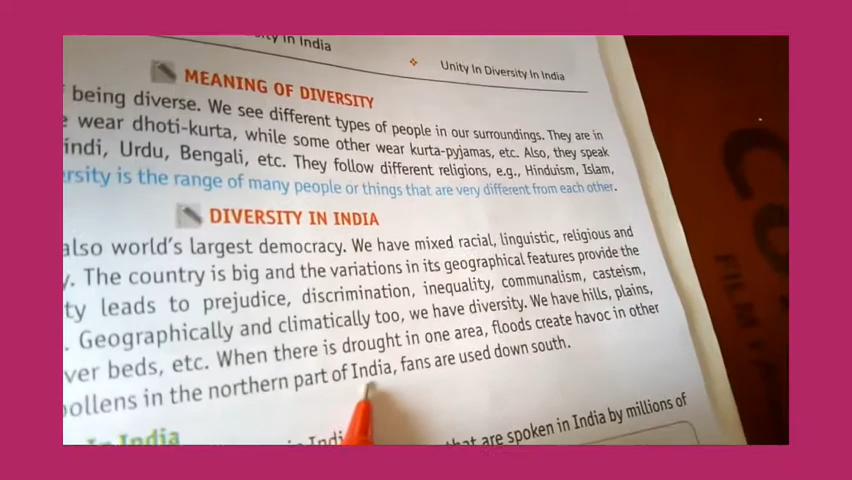 ity In India
Unity In Diversity In India
MEANING OF DIVERSITY
being diverse. We see different types of people in our surroundings. They are in
wear dhoti-kurta, while some other wear kurta-pyjamas, etc. Also, they speak
indi, Urdu, Bengali, etc. They follow different religions, e.g., Hinduism, Islam,
ersity is the range of many people or things that are very different from each other.
DIVERSITY IN INDIA
also world's largest democracy. We have mixed racial, linguistic, religious and
y. The country is big and the variations in its geographical features provide the
ty leads to prejudice, discrimination, inequality, communalism, casteism,
. Geographically and climatically too, we have diversity. We have hills, plains,
ver beds, etc. When there is drought in one area, floods create havoc in other
pollens in the northern part of India, fans are used down south.
In India
that are spoken in India by millions of
FILM